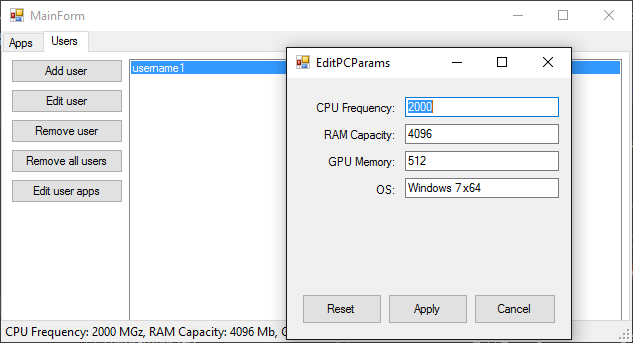 MainForm
Apps Users
Add user
Edit user
Remove user
Remove all users
Edit user apps
username1
EditPCParams
CPU Frequency: 2000
RAM Capacity: 4096
GPU Memory: 512
OS: Windows 7 x64
Reset Apply Cancel
CPU Frequency: 2000 MGz, RAM Capacity: 4096 Mb,